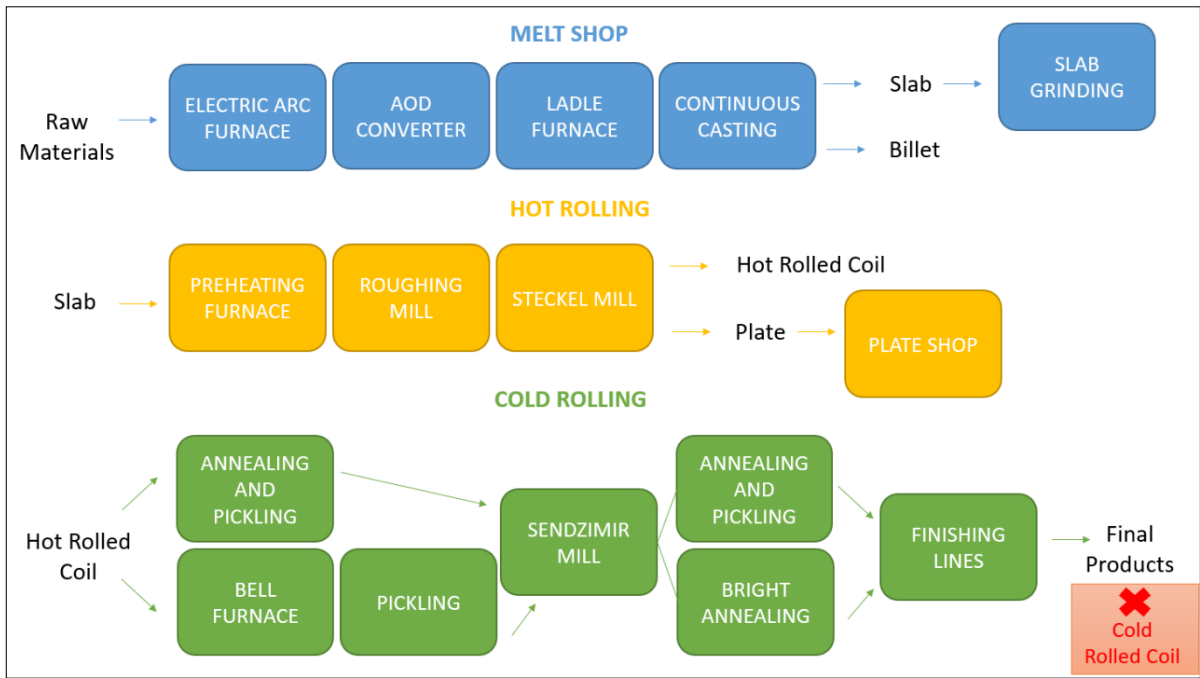 MELT SHOP
Raw
Materials
ELECTRIC ARC
FURNACE
AOD
CONVERTER
LADLE
FURNACE
CONTINUOUS
CASTING
Slab
Billet
SLAB
GRINDING
HOT ROLLING
Slab
PREHEATING
FURNACE
ROUGHING
MILL
STECKEL MILL
Hot Rolled Coil
Plate
PLATE SHOP
COLD ROLLING
Hot Rolled
Coil
ANNEALING
AND
PICKLING
BELL
FURNACE
PICKLING
SENDZIMIR
MILL
ANNEALING
AND
PICKLING
BRIGHT
ANNEALING
FINISHING
LINES
Final
Products
Cold
Rolled Coil